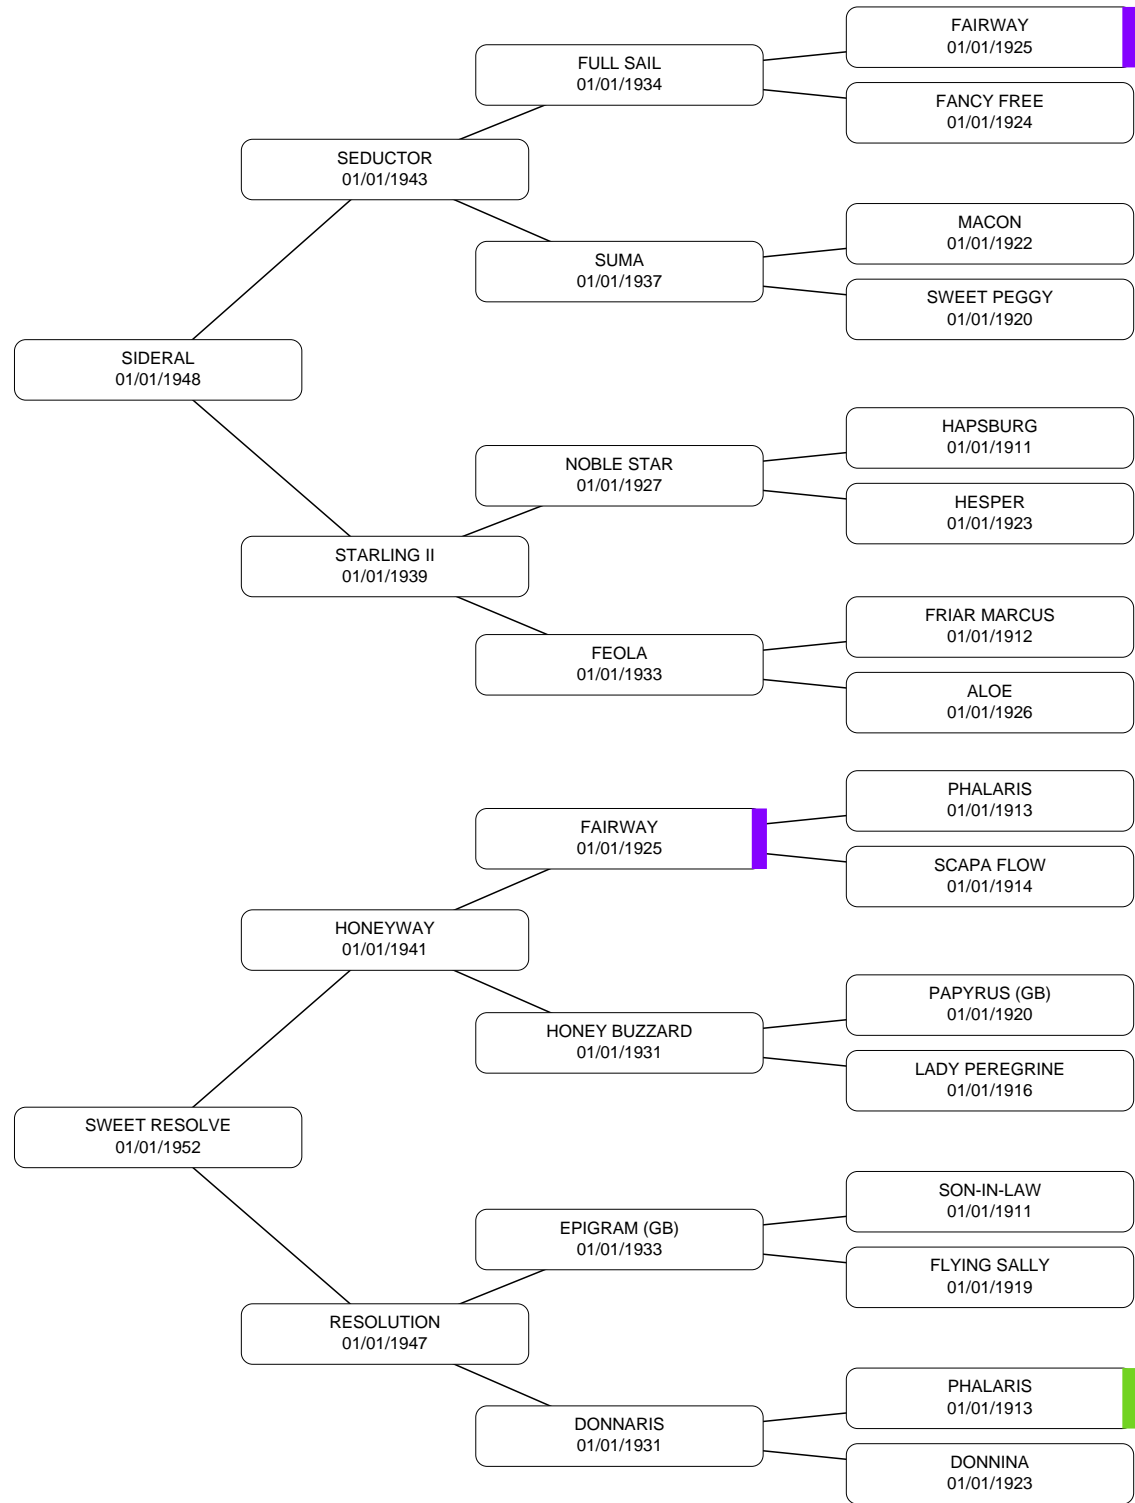 FAIRWAY
01/01/1925
FULL SAIL
01/01/1934
FANCY FREE
01/01/1924
SEDUCTOR
01/01/1943
MACON
01/01/1922
SUMA
01/01/1937
SWEET PEGGY
01/01/1920
SIDERAL
01/01/1948
HAPSBURG
01/01/1911
NOBLE STAR
01/01/1927
HESPER
01/01/1923
STARLING II
01/01/1939
FRIAR MARCUS
01/01/1912
FEOLA
01/01/1933
ALOE
01/01/1926
PHALARIS
01/01/1913
FAIRWAY
01/01/1925
SCAPA FLOW
01/01/1914
HONEYWAY
01/01/1941
PAPYRUS (GB)
01/01/1920
HONEY BUZZARD
01/01/1931
LADY PEREGRINE
01/01/1916
SWEET RESOLVE
01/01/1952
SON-IN-LAW
01/01/1911
EPIGRAM (GB)
01/01/1933
FLYING SALLY
01/01/1919
RESOLUTION
01/01/1947
PHALARIS
01/01/1913
DONNARIS
01/01/1931
DONNINA
01/01/1923